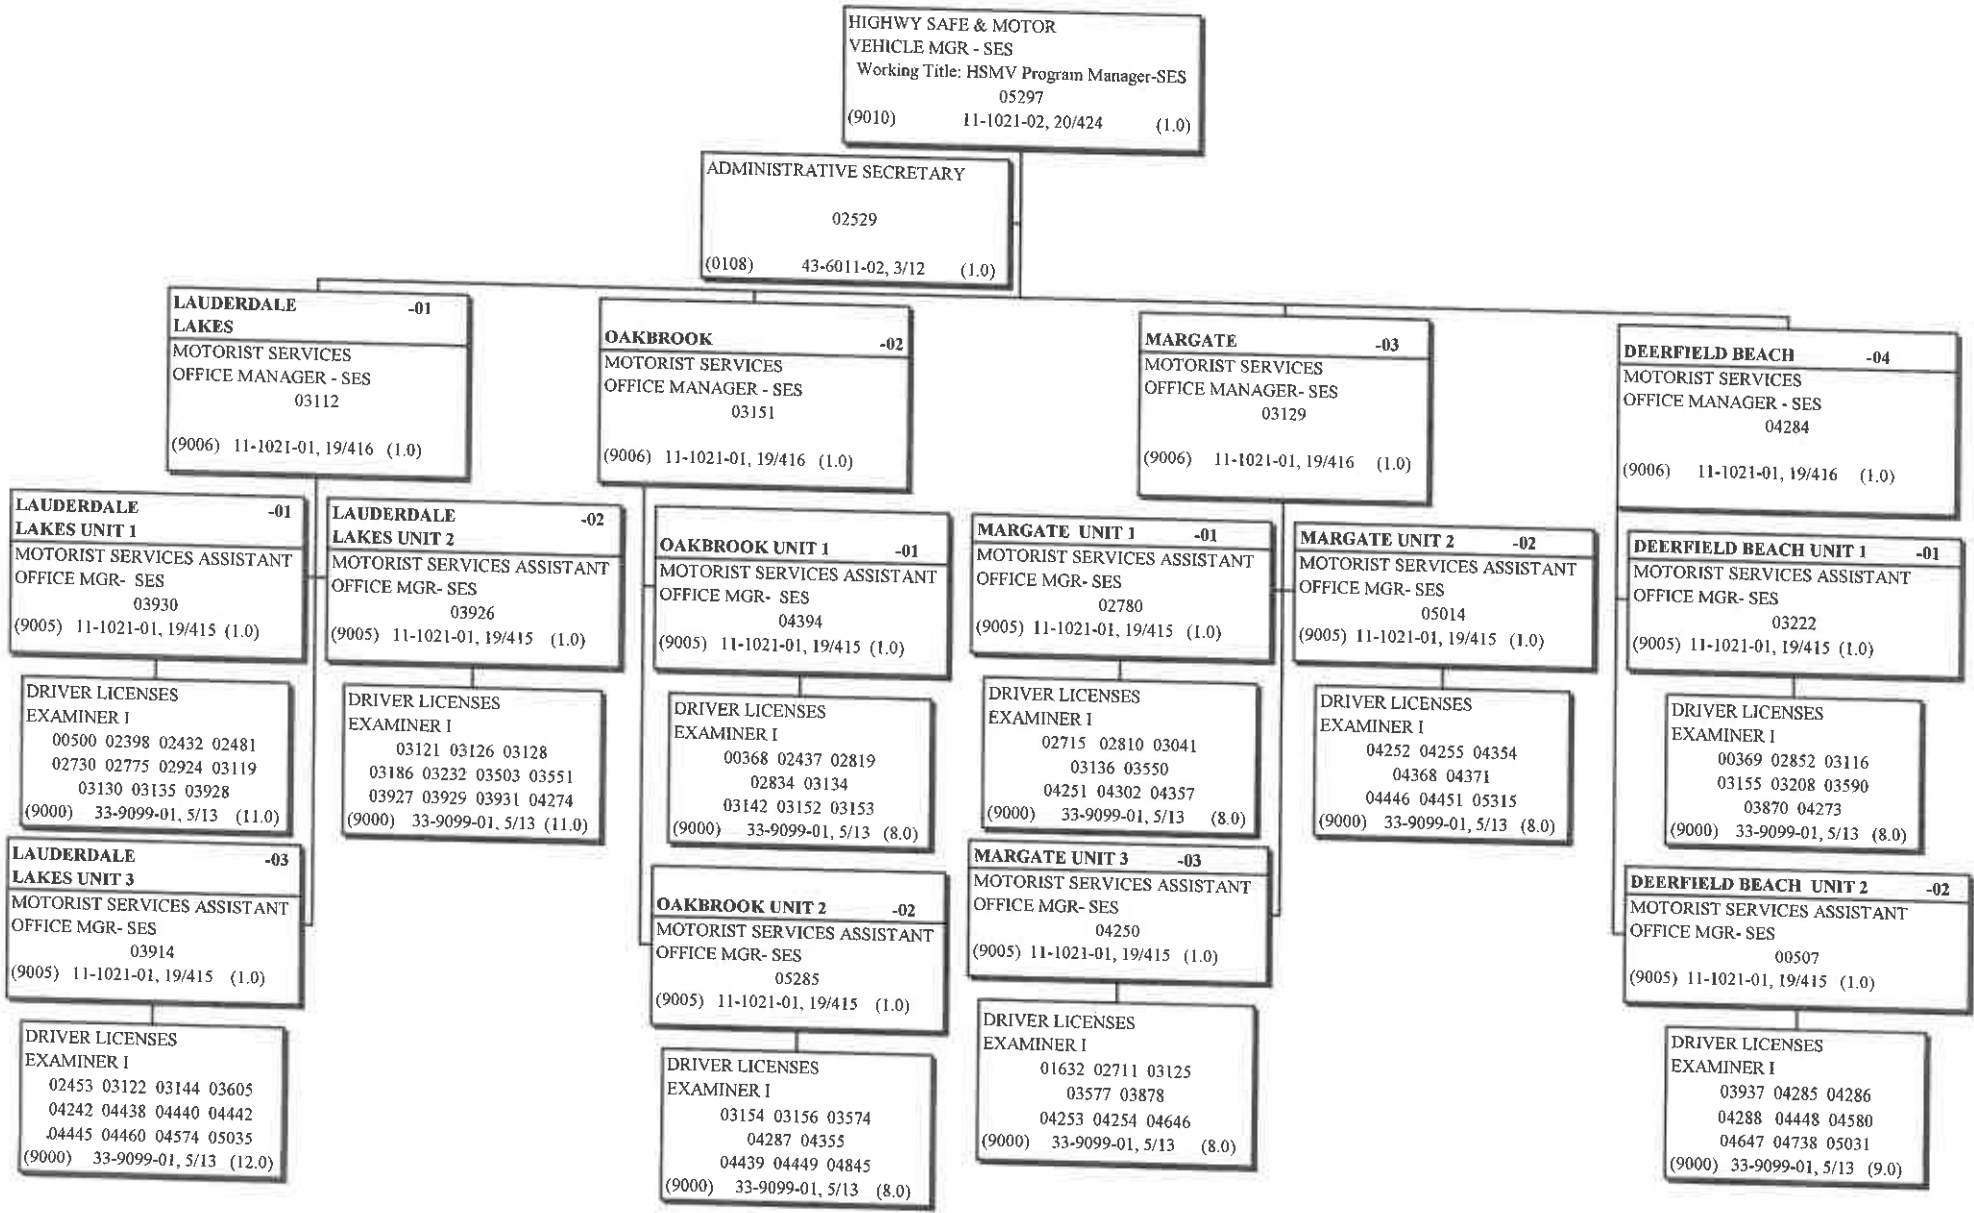 HIGHWY SAFE & MOTOR
VEHICLE MGR - SES
Working Title: HSMV Program Manager-SES
05297
(9010) 11-1021-02, 20/424 (1.0)
ADMINISTRATIVE SECRETARY
02529
(0108) 43-6011-02, 3/12 (1.0)
LAUDERDALE -01
LAKES
MOTORIST SERVICES
OFFICE MANAGER - SES
03112
(9006) 11-1021-01, 19/416 (1.0)
OAKBROOK -02
MOTORIST SERVICES
OFFICE MANAGER - SES
03151
(9006) 11-1021-01, 19/416 (1.0)
MARGATE -03
MOTORIST SERVICES
OFFICE MANAGER- SES
03129
(9006) 11-1021-01, 19/416 (1.0)
DEERFIELD BEACH -04
MOTORIST SERVICES
OFFICE MANAGER - SES
04284
(9006) 11-1021-01, 19/416 (1.0)
LAUDERDALE -01
LAKES UNIT 1
MOTORIST SERVICES ASSISTANT
OFFICE MGR- SES
03930
(9005) 11-1021-01, 19/415 (1.0)
LAUDERDALE -02
LAKES UNIT 2
MOTORIST SERVICES ASSISTANT
OFFICE MGR- SES
03926
(9005) 11-1021-01, 19/415 (1.0)
OAKBROOK UNIT 1 -01
MOTORIST SERVICES ASSISTANT
OFFICE MGR- SES
04394
(9005) 11-1021-01, 19/415 (1.0)
MARGATE UNIT 1 -01
MOTORIST SERVICES ASSISTANT
OFFICE MGR- SES
02780
(9005) 11-1021-01, 19/415 (1.0)
MARGATE UNIT 2 -02
MOTORIST SERVICES ASSISTANT
OFFICE MGR- SES
05014
(9005) 11-1021-01, 19/415 (1.0)
DEERFIELD BEACH UNIT 1 -01
MOTORIST SERVICES ASSISTANT
OFFICE MGR- SES
03222
(9005) 11-1021-01, 19/415 (1.0)
DRIVER LICENSES
EXAMINER I
00500 02398 02432 02481
02730 02775 02924 03119
03130 03135 03928
(9000) 33-9099-01, 5/13 (11.0)
DRIVER LICENSES
EXAMINER I
03121 03126 03128
03186 03232 03503 03551
03927 03929 03931 04274
(9000) 33-9099-01, 5/13 (11.0)
DRIVER LICENSES
EXAMINER I
00368 02437 02819
02834 03134
03142 03152 03153
(9000) 33-9099-01, 5/13 (8.0)
DRIVER LICENSES
EXAMINER I
02715 02810 03041
03136 03550
04251 04302 04357
(9000) 33-9099-01, 5/13 (8.0)
DRIVER LICENSES
EXAMINER I
04252 04255 04354
04368 04371
04446 04451 05315
(9000) 33-9099-01, 5/13 (8.0)
DRIVER LICENSES
EXAMINER I
00369 02852 03116
03155 03208 03590
03870 04273
(9000) 33-9099-01, 5/13 (8.0)
LAUDERDALE -03
LAKES UNIT 3
MOTORIST SERVICES ASSISTANT
OFFICE MGR- SES
03914
(9005) 11-1021-01, 19/415 (1.0)
OAKBROOK UNIT 2 -02
MOTORIST SERVICES ASSISTANT
OFFICE MGR- SES
05285
(9005) 11-1021-01, 19/415 (1.0)
MARGATE UNIT 3 -03
MOTORIST SERVICES ASSISTANT
OFFICE MGR- SES
04250
(9005) 11-1021-01, 19/415 (1.0)
DEERFIELD BEACH UNIT 2 -02
MOTORIST SERVICES ASSISTANT
OFFICE MGR- SES
00507
(9005) 11-1021-01, 19/415 (1.0)
DRIVER LICENSES
EXAMINER I
02453 03122 03144 03605
04242 04438 04440 04442
04445 04460 04574 05035
(9000) 33-9099-01, 5/13 (12.0)
DRIVER LICENSES
EXAMINER I
03154 03156 03574
04287 04355
04439 04449 04845
(9000) 33-9099-01, 5/13 (8.0)
DRIVER LICENSES
EXAMINER I
01632 02711 03125
03577 03878
04253 04254 04646
(9000) 33-9099-01, 5/13 (8.0)
DRIVER LICENSES
EXAMINER I
03937 04285 04286
04288 04448 04580
04647 04738 05031
(9000) 33-9099-01, 5/13 (9.0)